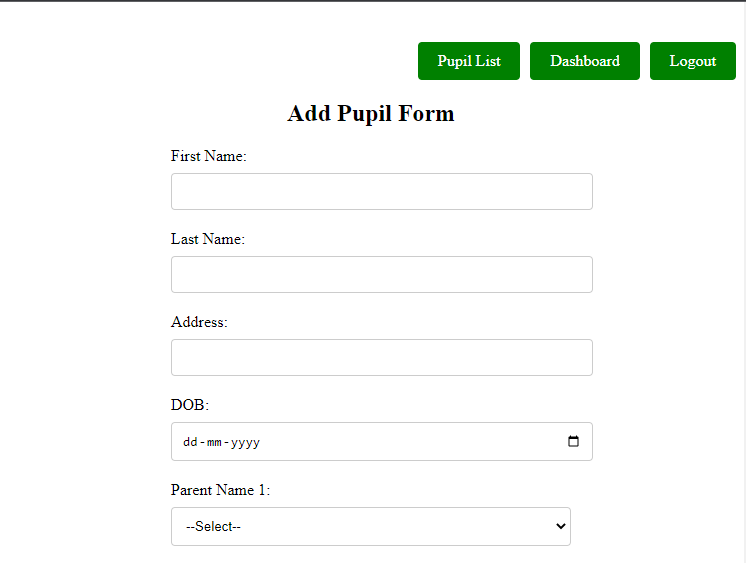 Pupil List Dashboard Logout
Add Pupil Form
First Name:
Last Name:
Address:
DOB:
dd-mm-yyyy
Parent Name 1:
--Select--